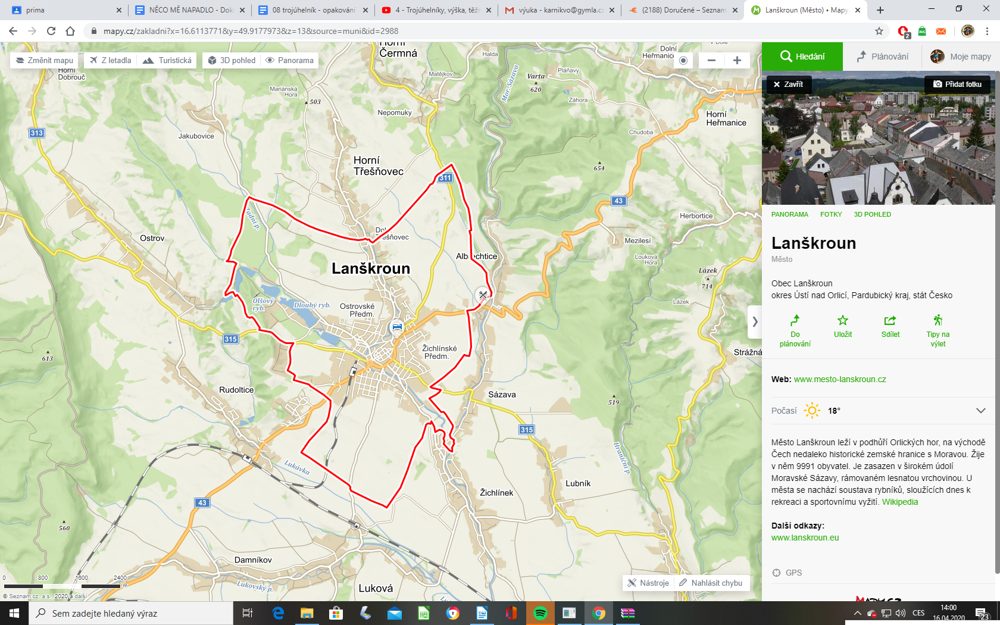 prima
NĚCO MĚ NAPADLO - Dok
08 trojúhelník - opakování
4 - Trojúhelníky, výška, těžn
výuka - karnikvo@gymla.cz
(2188) Doručené – Seznam
Lanškroun (Město) • Mapy.
mapy.cz/zakladni?x=16.6113771&y=49.9177973&z=13&source=muni&id=2988
2
Změnit mapu
Z letadla
Turistická
3D pohled
Panorama
Hledání
Plánování
Moje mapy
Zavřít
Přidat fotku
Horní
Čermná
Halda
Dolní
Heřmanice
V Dole
Horní
Dobrouč
Matějkov
Varta
620
Pláňavy
Mor. Sázava
Mariánská
Hora
503
Záhora
Nepomuky
Horní
Heřmanice
313
Jakubovice
Chudoba
Horní
Třešňovec
654
311
43
Zadní p.
Herbortice
Ostrov
Dol
Třešňovec
Mezilesí
Albrechtice
Louková
Hora
Lanškroun
Lázek
714
Olšový
ryb.
Dlouhý ryb.
Ostrovské
Předm.
Lázek
315
Žichlínské
Předm.
613
Strážná
Rudoltice
Sázava
519
315
Hraniční p.
Lukávka
Lubník
Žichlínek
43
560
Damníkov
Lukovský p.
Luková
0 800 1600 2400 m
© Seznam.cz, a.s., 2020 a další
Nástroje
Nahlásit chybu
PANORAMA FOTKY 3D POHLED
Lanškroun
Město
Obec Lanškroun
okres Ústí nad Orlicí, Pardubický kraj, stát Česko
Do
plánování
Uložit
Sdílet
Tipy na
výlet
Web: www.mesto-lanskroun.cz
Počasí 18°
Město Lanškroun leží v podhůří Orlických hor, na východě
Čech nedaleko historické zemské hranice s Moravou. Žije
v něm 9991 obyvatel. Je zasazen v širokém údolí
Moravské Sázavy, rámovaném lesnatou vrchovinou. U
města se nachází soustava rybníků, sloužících dnes k
rekreaci a sportovnímu vyžití. Wikipedia
Další odkazy:
www.lanskroun.eu
GPS
Sem zadejte hledaný výraz
CES
14:00
16.04.2020
23